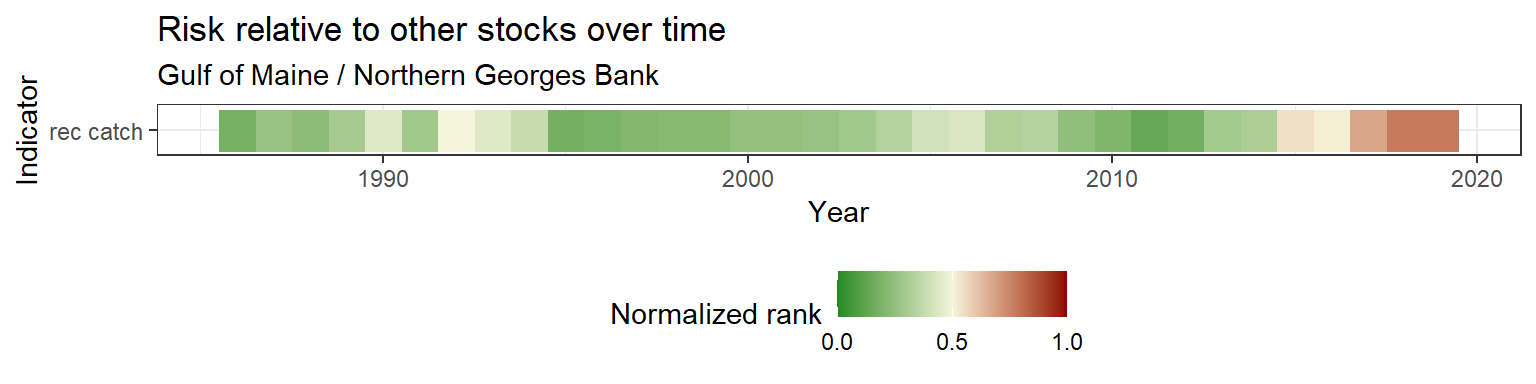 Risk relative to other stocks over time
Gulf of Maine / Northern Georges Bank
Indicator
rec catch
1990 2000 2010 2020
Year
Normalized rank
0.0 0.5 1.0